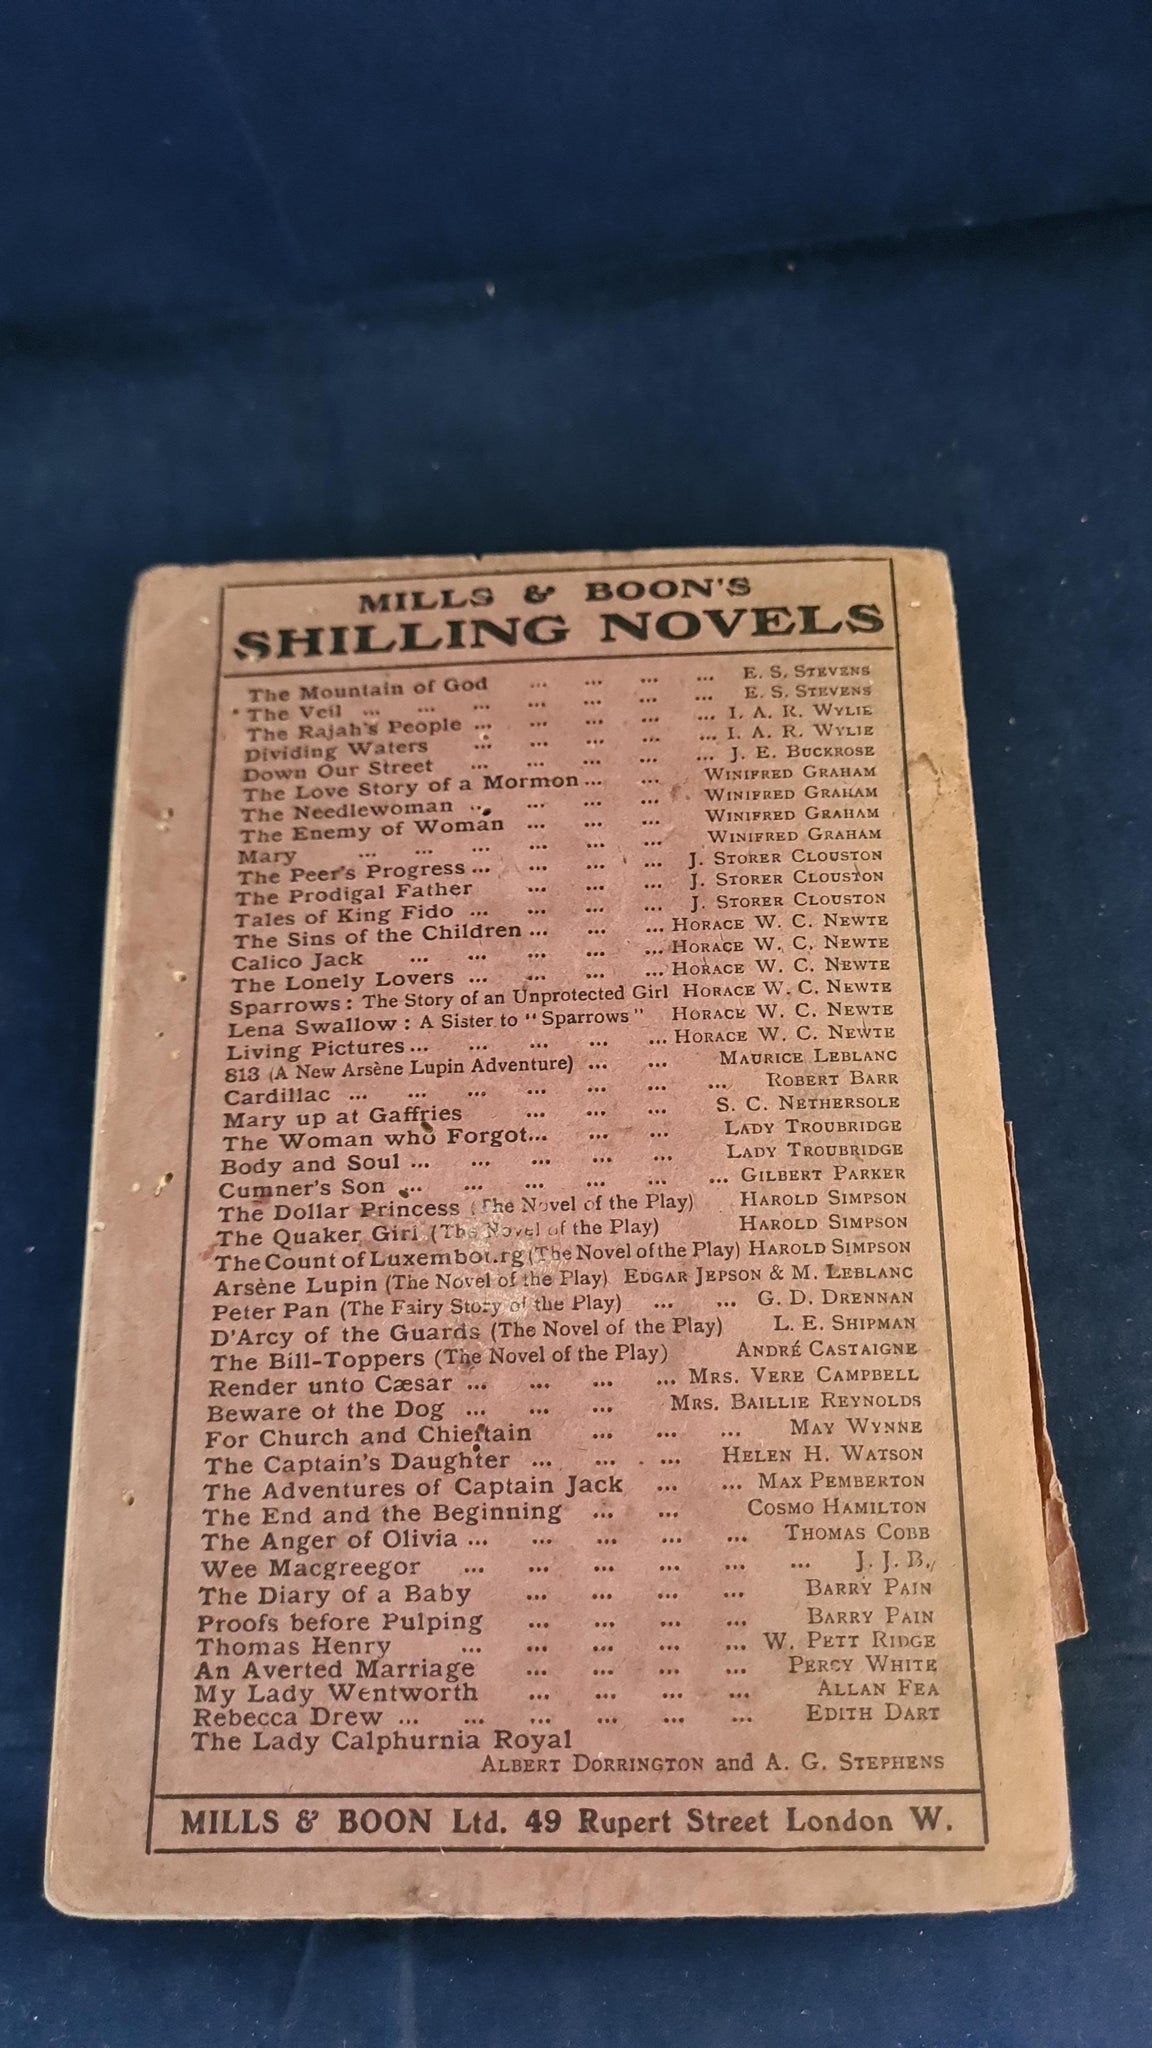 MILLS & BOON'S
SHILLING NOVELS
The Mountain of God ... ... ... ... E. S. STEVENS
The Veil ... ... ... ... ... ... ... E. S. STEVENS
The Rajah's People ... ... ... ... ... I. A. R. WYLIE
Dividing Waters ... ... ... ... ... I. A. R. WYLIE
Down Our Street ... ... ... ... ... J. E. BUCKROSE
The Love Story of a Mormon ... ... WINIFRED GRAHAM
The Needlewoman ... ... ... ... WINIFRED GRAHAM
The Enemy of Woman ... ... ... WINIFRED GRAHAM
Mary ... ... ... ... ... ... WINIFRED GRAHAM
The Peer's Progress ... ... ... ... J. STORER CLOUSTON
The Prodigal Father ... ... ... J. STORER CLOUSTON
Tales of King Fido ... ... ... ... J. STORER CLOUSTON
The Sins of the Children ... ... ... HORACE W. C. NEWTE
Calico Jack ... ... ... ... ... HORACE W. C. NEWTE
The Lonely Lovers ... ... ... ... HORACE W. C. NEWTE
Sparrows: The Story of an Unprotected Girl HORACE W. C. NEWTE
Lena Swallow: A Sister to "Sparrows" HORACE W. C. NEWTE
Living Pictures ... ... ... ... ... HORACE W. C. NEWTE
813 (A New Arsène Lupin Adventure) ... ... MAURICE LEBLANC
Cardillac ... ... ... ... ... ... ... ROBERT BARR
Mary up at Gaffries ... ... ... S. C. NETHERSOLE
The Woman who Forgot ... ... ... LADY TROUBRIDGE
Body and Soul ... ... ... ... ... LADY TROUBRIDGE
Cumner's Son ... ... ... ... ... ... GILBERT PARKER
The Dollar Princess (The Novel of the Play) HAROLD SIMPSON
The Quaker Girl (The Novel of the Play) HAROLD SIMPSON
The Count of Luxembourg (The Novel of the Play) HAROLD SIMPSON
Arsène Lupin (The Novel of the Play) EDGAR JEPSON & M. LEBLANC
Peter Pan (The Fairy Story of the Play) ... ... G. D. DRENNAN
D'Arcy of the Guards (The Novel of the Play) L. E. SHIPMAN
The Bill-Toppers (The Novel of the Play) ANDRÉ CASTAIGNE
Render unto Cæsar ... ... ... ... MRS. VERE CAMPBELL
Beware of the Dog ... ... ... MRS. BAILLIE REYNOLDS
For Church and Chieftain ... ... ... MAY WYNNE
The Captain's Daughter ... ... ... HELEN H. WATSON
The Adventures of Captain Jack ... ... MAX PEMBERTON
The End and the Beginning ... ... COSMO HAMILTON
The Anger of Olivia ... ... ... ... ... THOMAS COBB
Wee Macgreegor ... ... ... ... ... ... J. J. B.
The Diary of a Baby ... ... ... ... BARRY PAIN
Proofs before Pulping ... ... ... ... BARRY PAIN
Thomas Henry ... ... ... ... ... W. PETT RIDGE
An Averted Marriage ... ... ... ... PERCY WHITE
My Lady Wentworth ... ... ... ... ALLAN FEA
Rebecca Drew ... ... ... ... ... ... EDITH DART
The Lady Calphurnia Royal
ALBERT DORRINGTON and A. G. STEPHENS
MILLS & BOON Ltd. 49 Rupert Street London W.